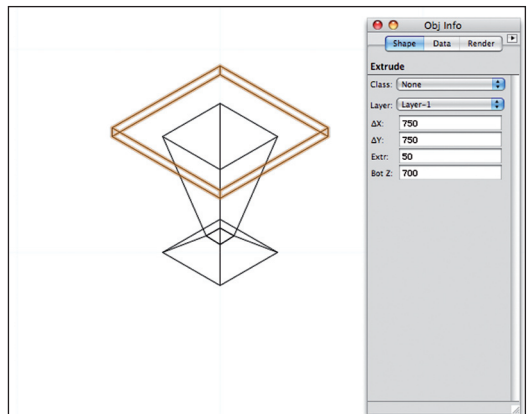 Obj Info
Shape Data Render
Extrude
Class: None
Layer: Layer-1
ΔX: 750
ΔY: 750
Extr: 50
Bot Z: 700